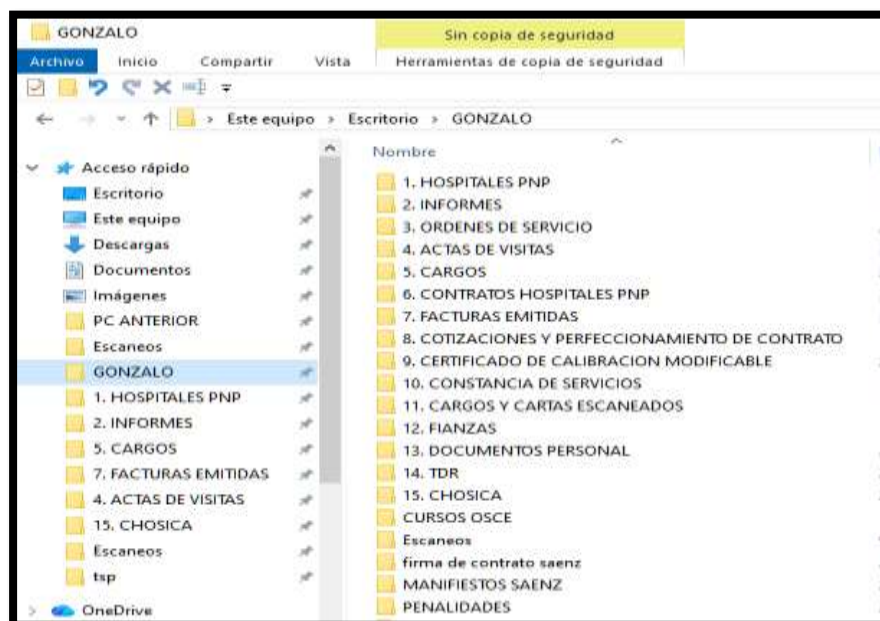 GONZALO
Sin copia de seguridad
Archivo Inicio Compartir Vista Herramientas de copia de seguridad
Este equipo > Escritorio > GONZALO
Acceso rápido
Escritorio
Este equipo
Descargas
Documentos
Imágenes
PC ANTERIOR
Escaneos
GONZALO
1. HOSPITALES PNP
2. INFORMES
5. CARGOS
7. FACTURAS EMITIDAS
4. ACTAS DE VISITAS
15. CHOSICA
Escaneos
tsp
OneDrive
Nombre
1. HOSPITALES PNP
2. INFORMES
3. ORDENES DE SERVICIO
4. ACTAS DE VISITAS
5. CARGOS
6. CONTRATOS HOSPITALES PNP
7. FACTURAS EMITIDAS
8. COTIZACIONES Y PERFECCIONAMIENTO DE CONTRATO
9. CERTIFICADO DE CALIBRACION MODIFICABLE
10. CONSTANCIA DE SERVICIOS
11. CARGOS Y CARTAS ESCANEADOS
12. FIANZAS
13. DOCUMENTOS PERSONAL
14. TDR
15. CHOSICA
CURSOS OSCE
Escaneos
firma de contrato saenz
MANIFIESTOS SAENZ
PENALIDADES